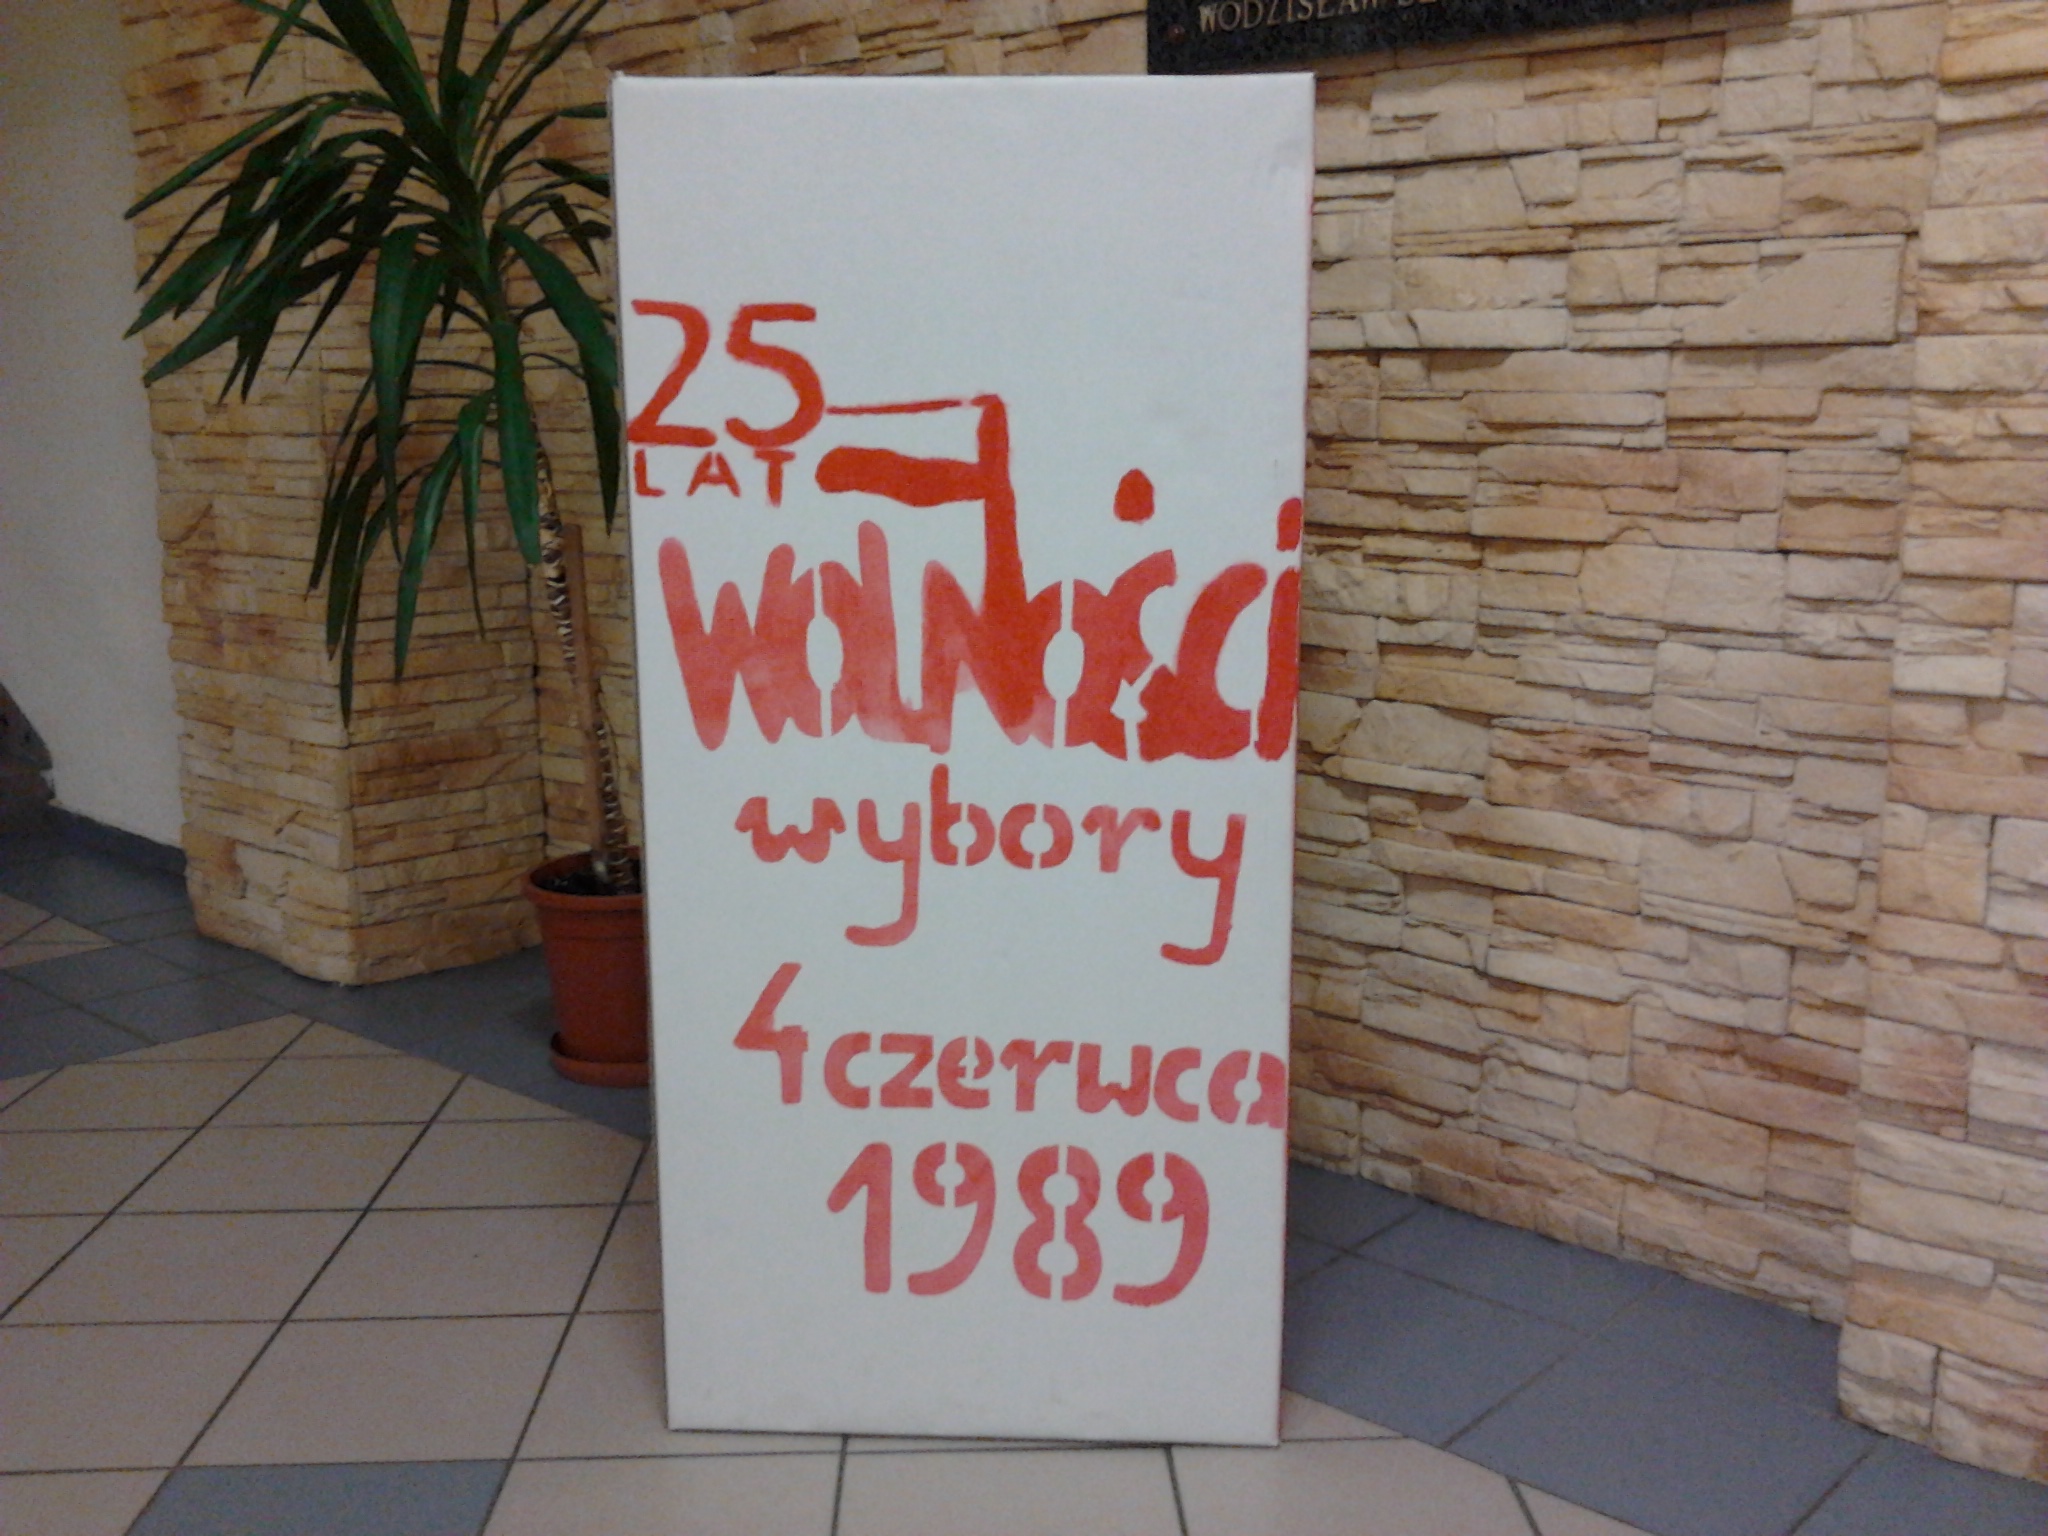 WODZISŁAW
25
LAT
WOLNOŚCI
wybory
4 czerwca
1989